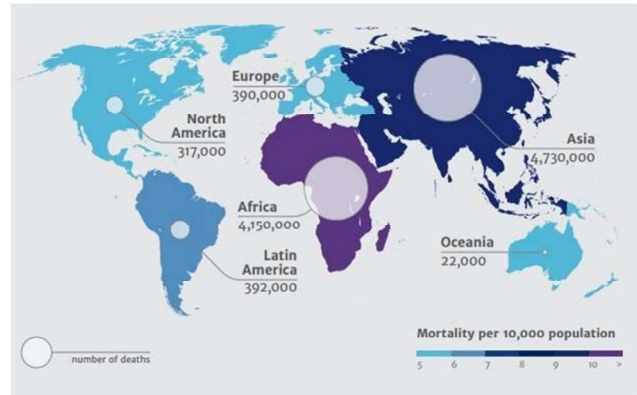 Europe
390,000
North
America
317,000
Asia
4,730,000
Africa
4,150,000
Latin
America
392,000
Oceania
22,000
number of deaths
Mortality per 10,000 population
5 6 7 8 9 10 >